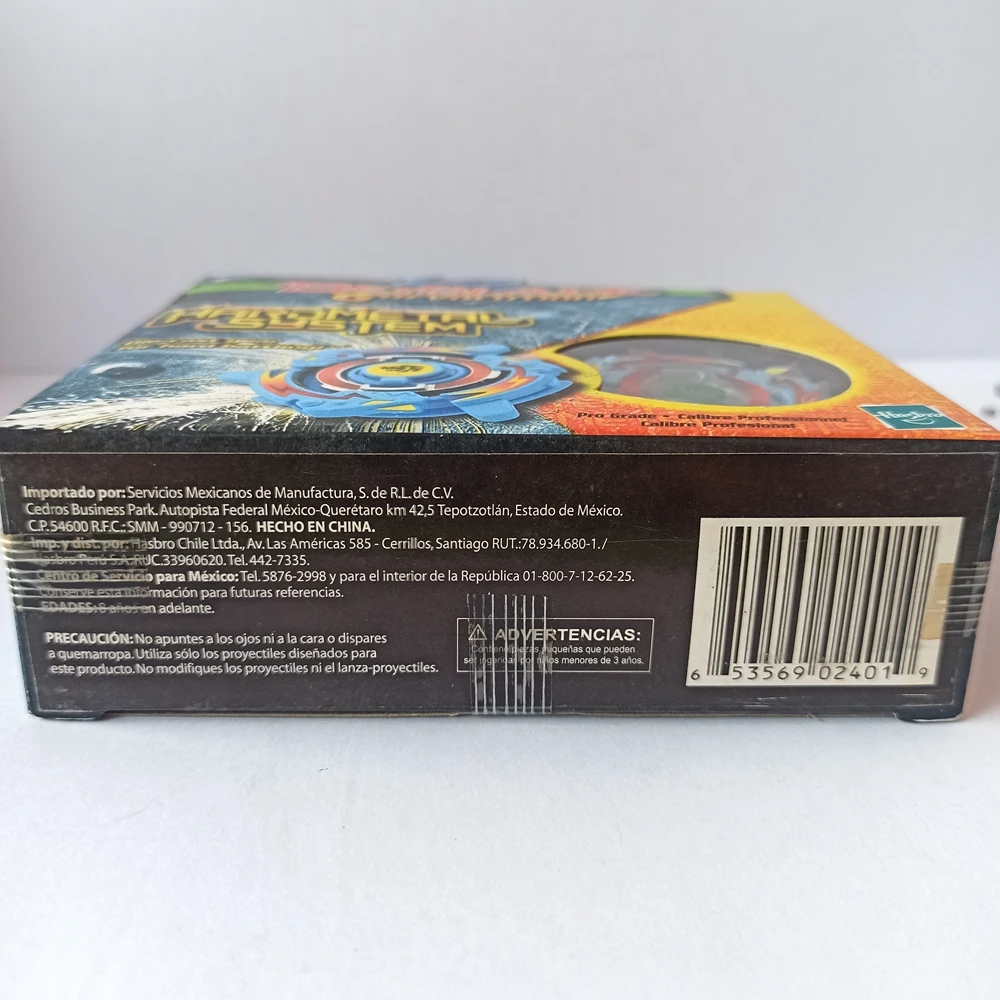 HARDMETAL
SYSTEM
Pro Grade • Calibre Professionnel
Calibre Profesional
Hasbro
Importado por: Servicios Mexicanos de Manufactura, S. de R.L. de C.V.
Cedros Business Park. Autopista Federal México-Querétaro km 42,5 Tepotzotlán, Estado de México.
C.P. 54600 R.F.C.: SMM - 990712 - 156. HECHO EN CHINA.
Imp. y dist. por: Hasbro Chile Ltda., Av. Las Américas 585 - Cerrillos, Santiago RUT.:78.934.680-1. /
Hasbro Perú S.A. RUC.33960620. Tel. 442-7335.
Centro de Servicio para México: Tel. 5876-2998 y para el interior de la República 01-800-7-12-62-25.
Conserve esta información para futuras referencias.
EDADES: 8 años en adelante.
PRECAUCIÓN: No apuntes a los ojos ni a la cara o dispares
a quemarropa. Utiliza sólo los proyectiles diseñados para
este producto. No modifiques los proyectiles ni el lanza-proyectiles.
ADVERTENCIAS:
Contiene piezas pequeñas que pueden
ser ingeridas por niños menores de 3 años.
6 53569 02401 9